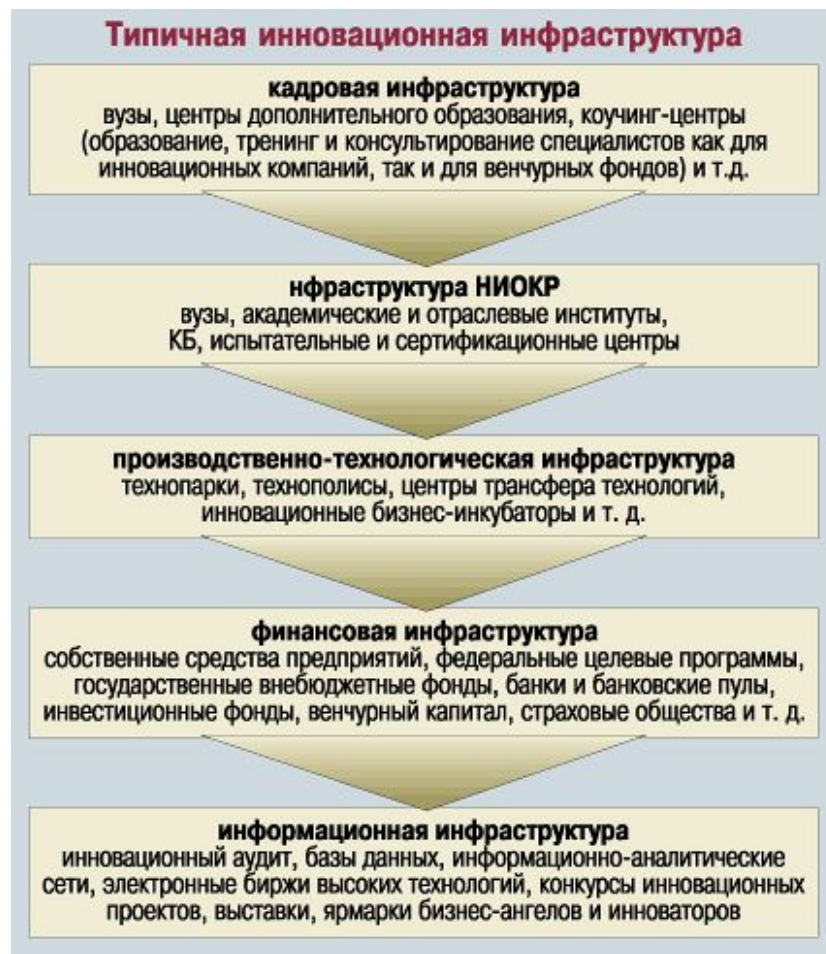 Типичная инновационная инфраструктура
кадровая инфраструктура
вузы, центры дополнительного образования, коучинг-центры
(образование, тренинг и консультирование специалистов как для
инновационных компаний, так и для венчурных фондов) и т.д.
нфраструктура НИОКР
вузы, академические и отраслевые институты,
КБ, испытательные и сертификационные центры
производственно-технологическая инфраструктура
технопарки, технополисы, центры трансфера технологий,
инновационные бизнес-инкубаторы и т. д.
финансовая инфраструктура
собственные средства предприятий, федеральные целевые программы,
государственные внебюджетные фонды, банки и банковские пулы,
инвестиционные фонды, венчурный капитал, страховые общества и т. д.
информационная инфраструктура
инновационный аудит, базы данных, информационно-аналитические
сети, электронные биржи высоких технологий, конкурсы инновационных
проектов, выставки, ярмарки бизнес-ангелов и инноваторов